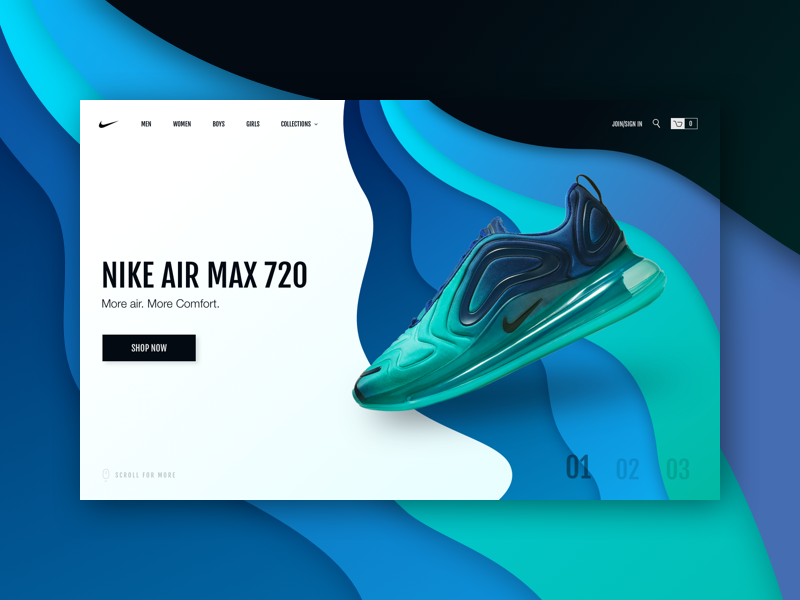 MEN WOMEN BOYS GIRLS COLLECTIONS JOIN/SIGN IN 0
NIKE AIR MAX 720
More air. More Comfort.
SHOP NOW
SCROLL FOR MORE
01 02 03